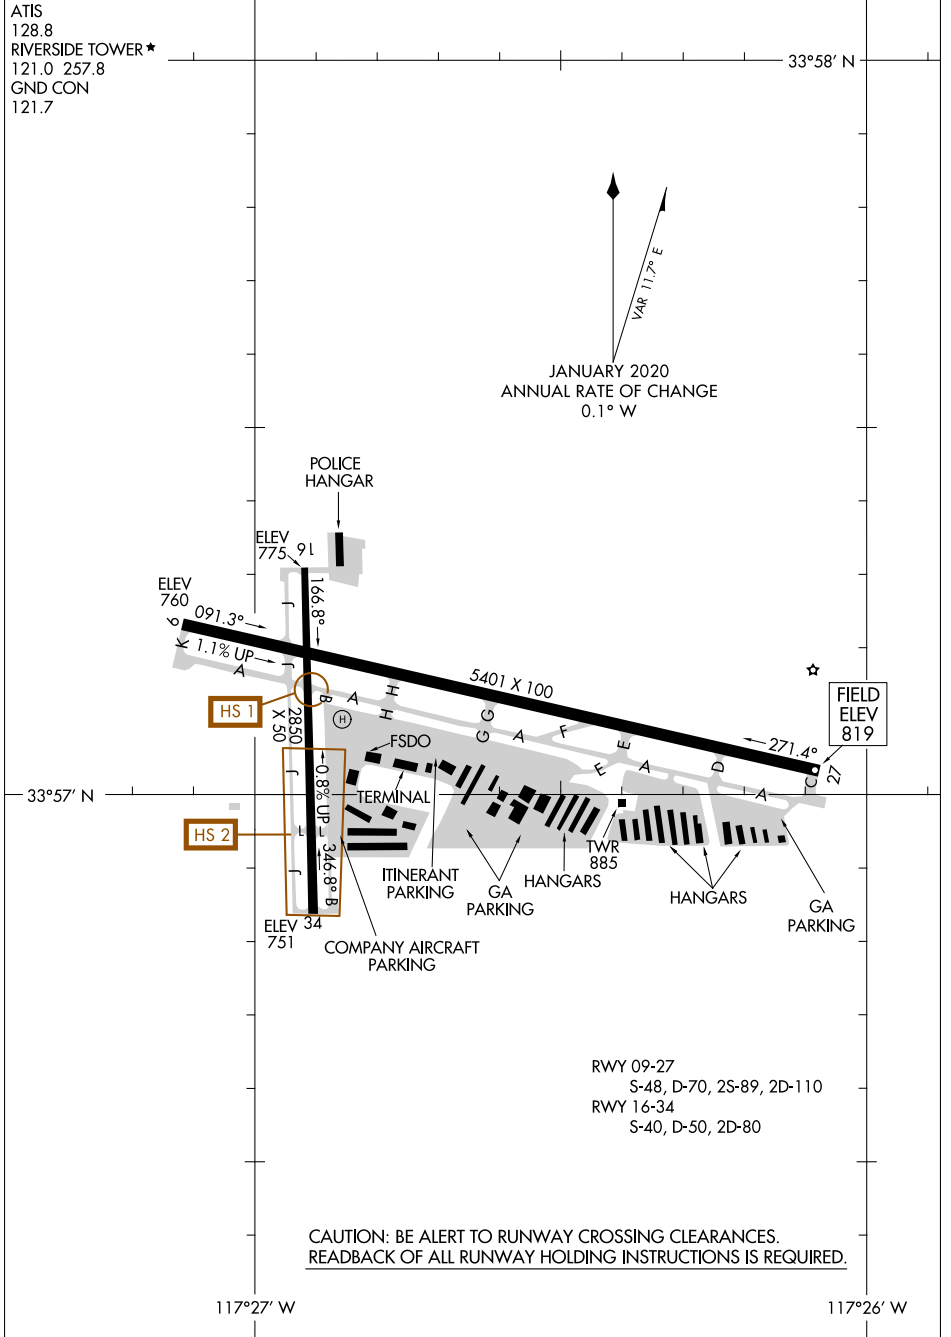 ATIS
128.8
RIVERSIDE TOWER ★
121.0 257.8
GND CON
121.7
33°58' N
VAR 11.7° E
JANUARY 2020
ANNUAL RATE OF CHANGE
0.1° W
POLICE
HANGAR
ELEV
775
16
ELEV
760
9
091.3°
166.8°
J
K
1.1% UP
J
A
5401 X 100
FIELD
ELEV
819
HS 1
B
A
H
H
H
G
G
A
F
E
E
A
D
A
C
271.4°
27
2850
X 50
FSDO
J
0.8% UP
TERMINAL
33°57' N
HS 2
L
L
TWR
885
346.8°
J
B
ITINERANT
PARKING
GA
PARKING
HANGARS
HANGARS
GA
PARKING
ELEV
751
34
COMPANY AIRCRAFT
PARKING
RWY 09-27
S-48, D-70, 2S-89, 2D-110
RWY 16-34
S-40, D-50, 2D-80
CAUTION: BE ALERT TO RUNWAY CROSSING CLEARANCES.
READBACK OF ALL RUNWAY HOLDING INSTRUCTIONS IS REQUIRED.
117°27' W
117°26' W